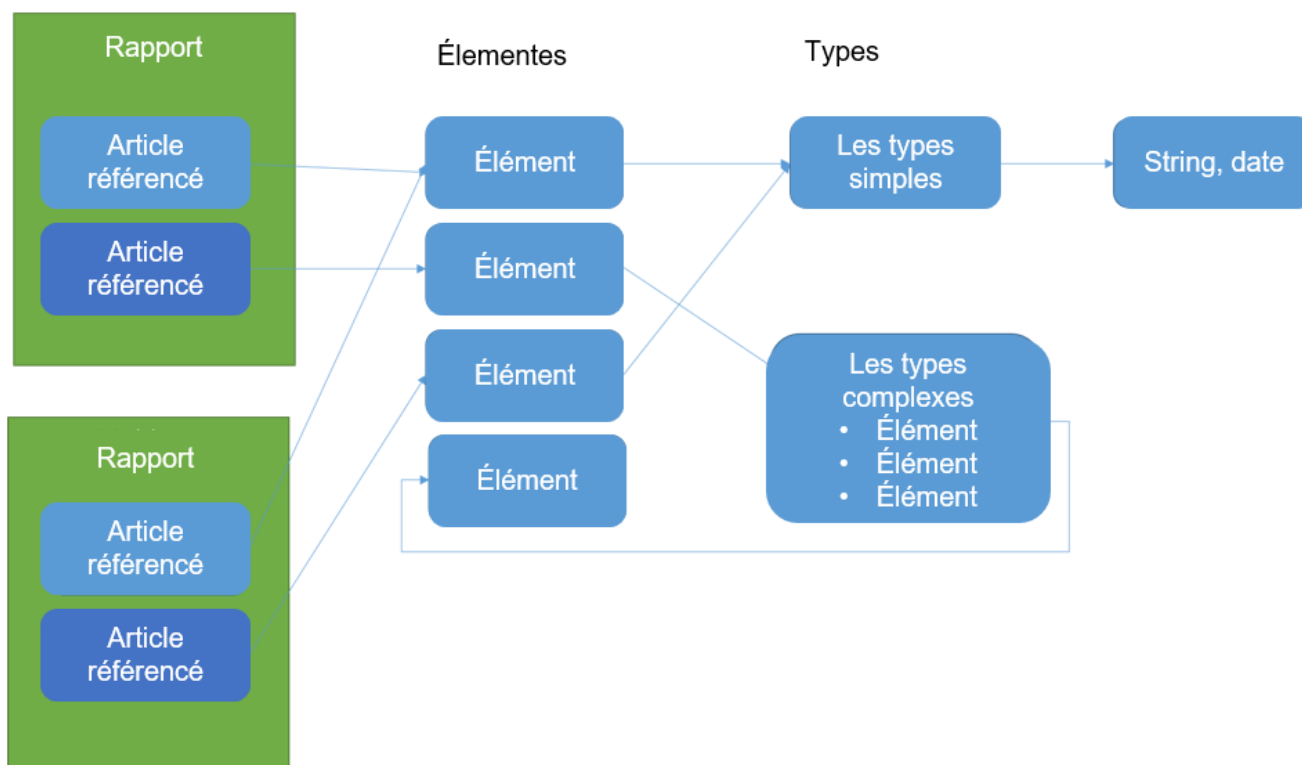 Rapport
Article
référencé
Article
référencé
Rapport
Article
référencé
Article
référencé
Élementes
Élément
Élément
Élément
Élément
Types
Les types
simples
Les types
complexes
• Élément
• Élément
• Élément
String, date